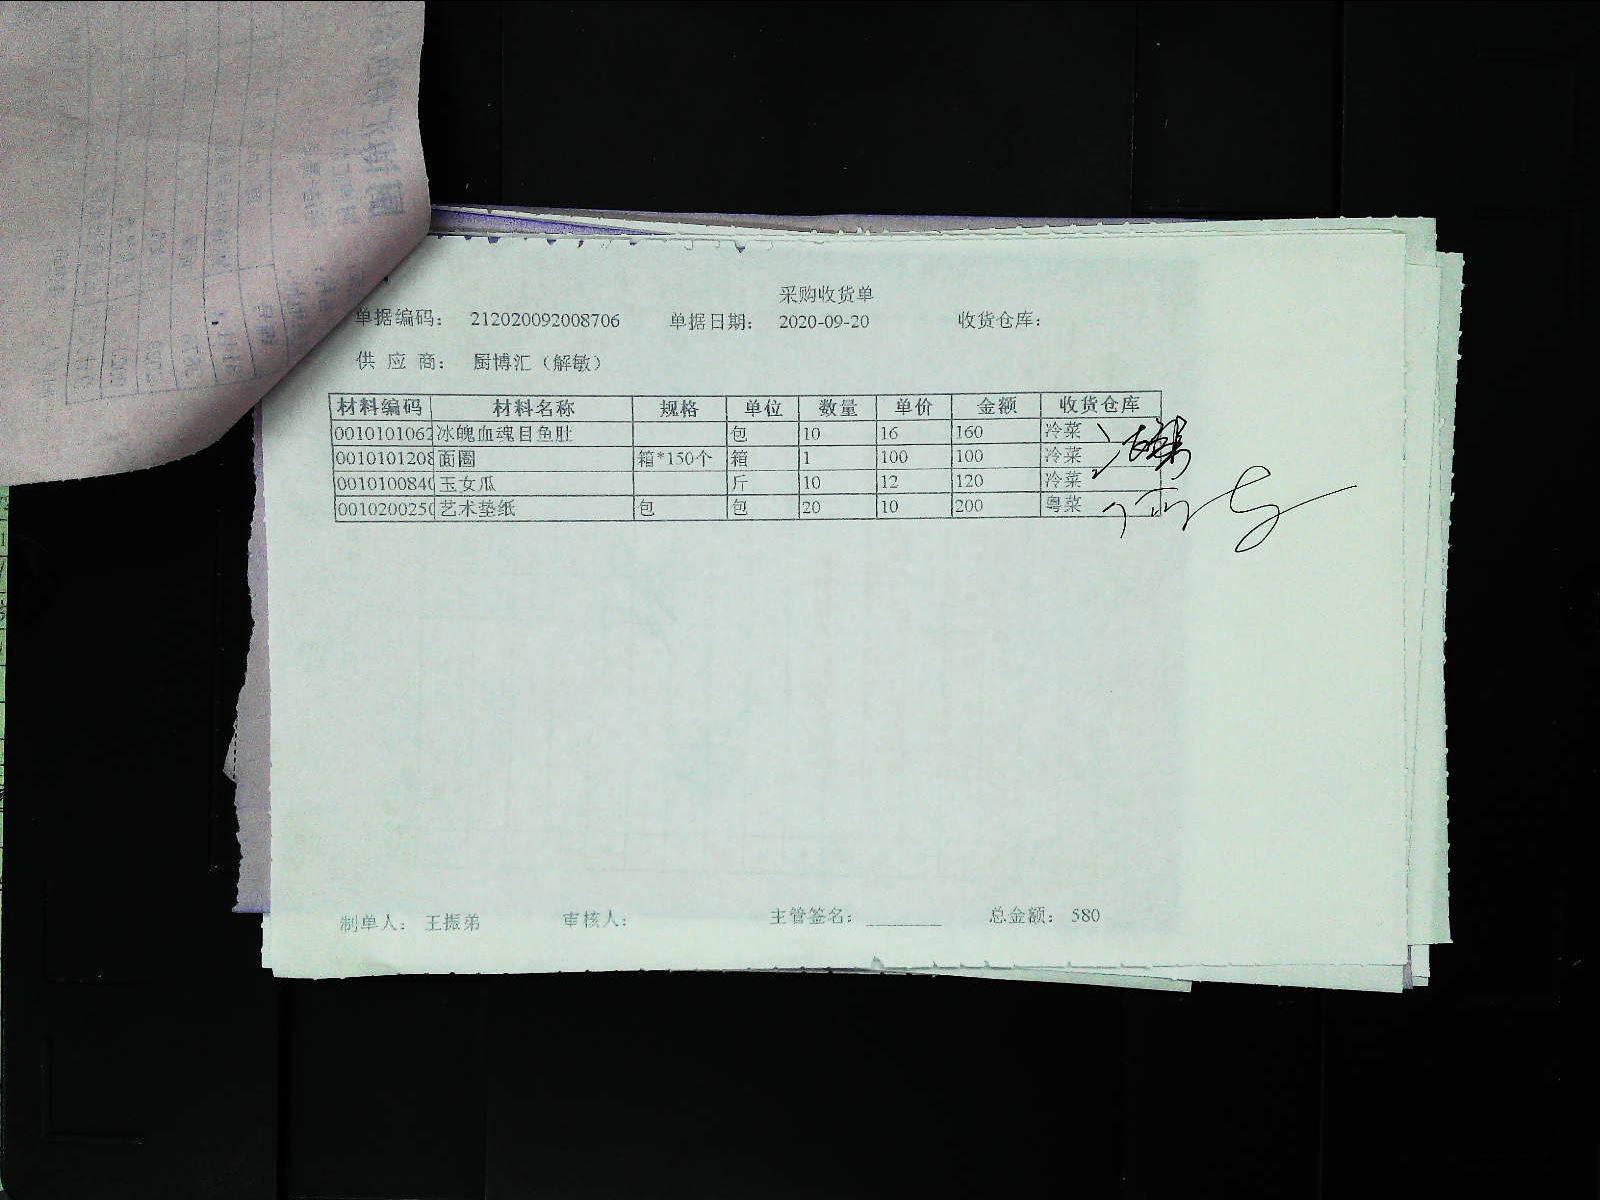 采购收货单
单据编码： 212020092008706 单据日期： 2020-09-20 收货仓库：
供 应 商： 厨博汇（解敏）
材料编码 材料名称 规格 单位 数量 单价 金额 收货仓库
0010101062 冰魄血魂目鱼肚 包 10 16 160 冷菜
0010101208 面圈 箱*150个 箱 1 100 100 冷菜
0010100840 玉女瓜 斤 10 12 120 冷菜
0010200250 艺术垫纸 包 包 20 10 200 粤菜
制单人： 王振弟 审核人： 主管签名： 总金额： 580